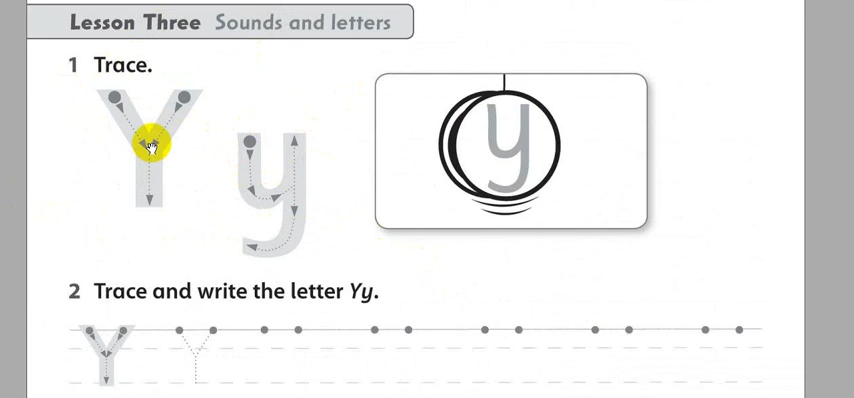 Lesson Three Sounds and letters
1 Trace.
Y y
y
2 Trace and write the letter Yy.
Y Y